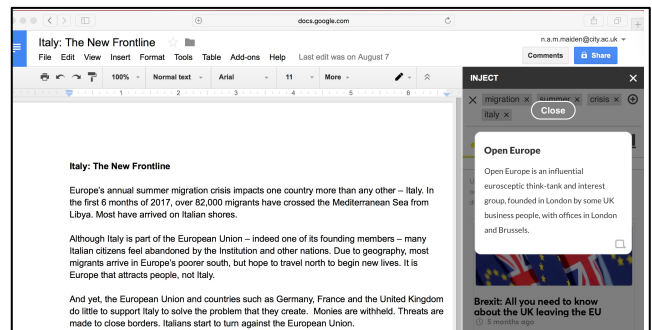 docs.google.com
Italy: The New Frontline
n.a.m.maiden@city.ac.uk
File Edit View Insert Format Tools Table Add-ons Help Last edit was on August 7
Comments
Share
100% Normal text Arial 11 More
1 2 3 4 5 6
INJECT
migration × summer × crisis ×
italy ×
Close
Open Europe
Open Europe is an influential
eurosceptic think-tank and interest
group, founded in London by some UK
business people, with offices in London
and Brussels.
Brexit: All you need to know
about the UK leaving the EU
5 months ago
Italy: The New Frontline
Europe's annual summer migration crisis impacts one country more than any other – Italy. In
the first 6 months of 2017, over 82,000 migrants have crossed the Mediterranean Sea from
Libya. Most have arrived on Italian shores.
Although Italy is part of the European Union – indeed one of its founding members – many
Italian citizens feel abandoned by the Institution and other nations. Due to geography, most
migrants arrive in Europe's poorer south, but hope to travel north to begin new lives. It is
Europe that attracts people, not Italy.
And yet, the European Union and countries such as Germany, France and the United Kingdom
do little to support Italy to solve the problem that they create.  Monies are withheld. Threats are
made to close borders. Italians start to turn against the European Union.